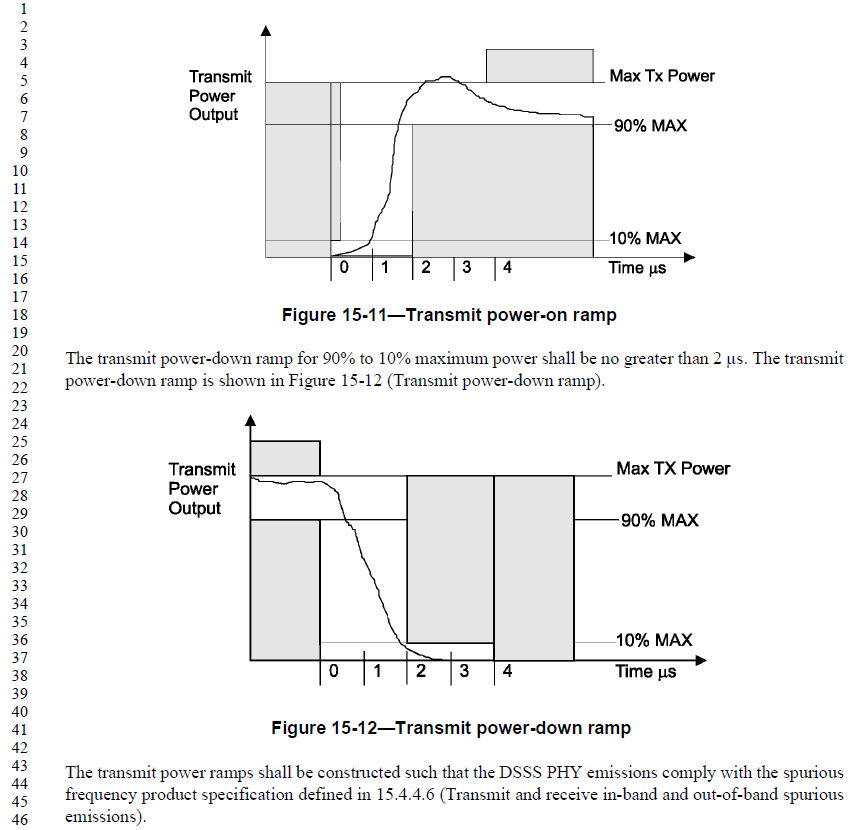 1
2
3
4
5
6
7
8
9
10
11
12
13
14
15
16
17
18
19
20
21
22
23
24
25
26
27
28
29
30
31
32
33
34
35
36
37
38
39
40
41
42
43
44
45
46
Transmit
Power
Output
Max Tx Power
90% MAX
10% MAX
0 1 2 3 4 Time µs
Figure 15-11—Transmit power-on ramp
The transmit power-down ramp for 90% to 10% maximum power shall be no greater than 2 µs. The transmit
power-down ramp is shown in Figure 15-12 (Transmit power-down ramp).
Transmit
Power
Output
Max TX Power
90% MAX
10% MAX
0 1 2 3 4 Time µs
Figure 15-12—Transmit power-down ramp
The transmit power ramps shall be constructed such that the DSSS PHY emissions comply with the spurious
frequency product specification defined in 15.4.4.6 (Transmit and receive in-band and out-of-band spurious
emissions).